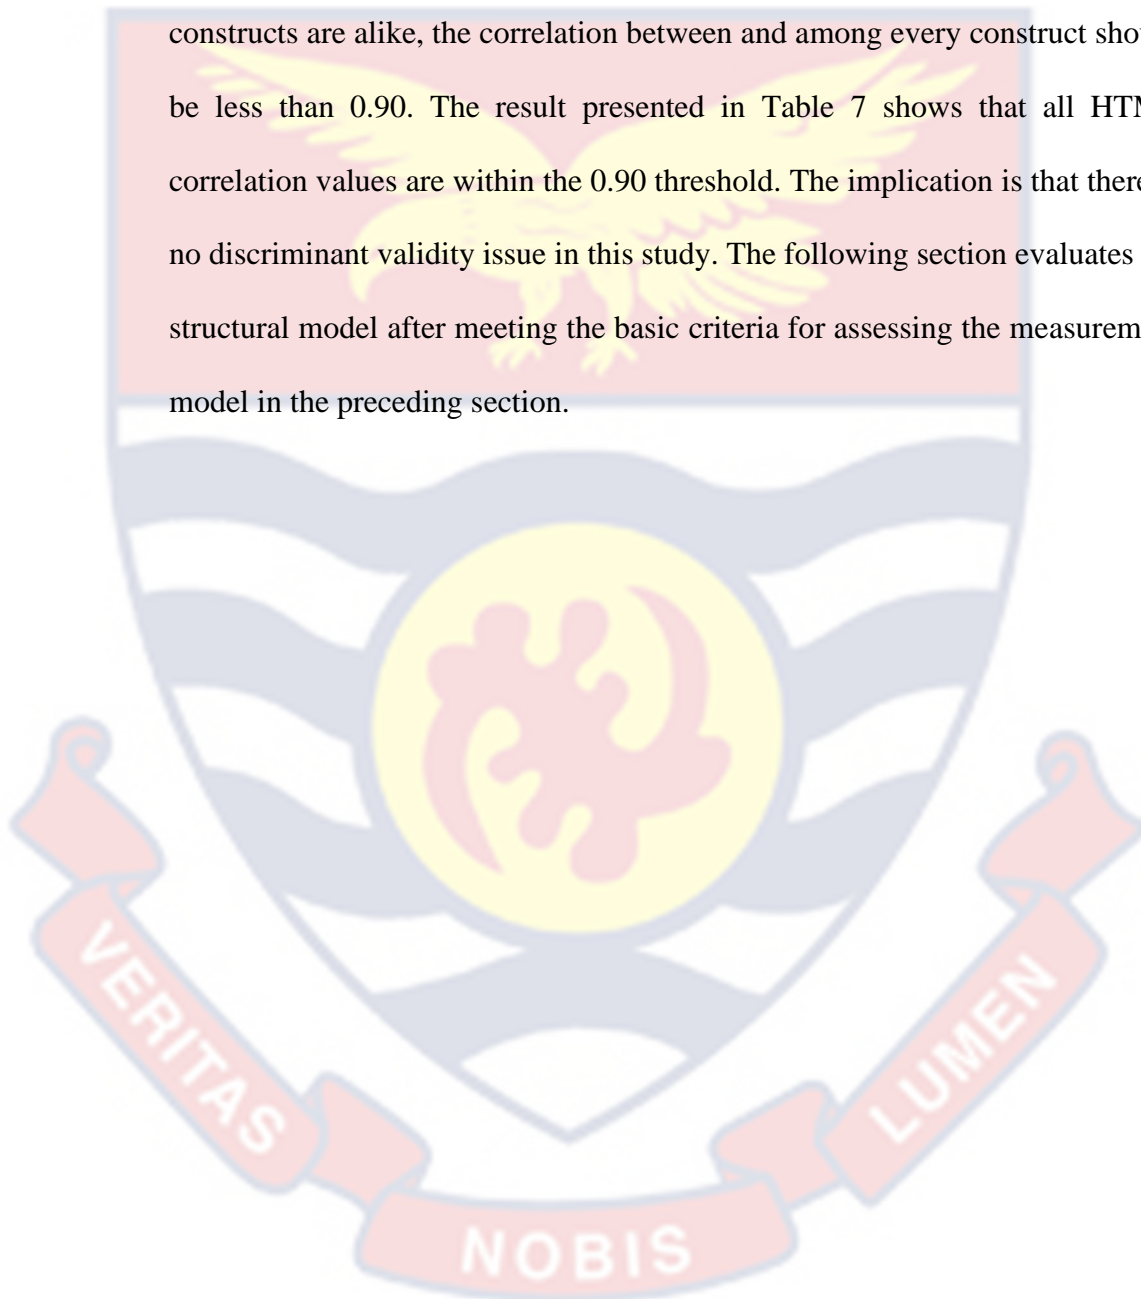 constructs are alike, the correlation between and among every construct
be less than 0.90. The result presented in Table 7 shows that all
correlation values are within the 0.90 threshold. The implication is that there
no discriminant validity issue in this study. The following section evaluates
structural model after meeting the basic criteria for assessing the
model in the preceding section.
VERITAS
NOBIS
LUMEN